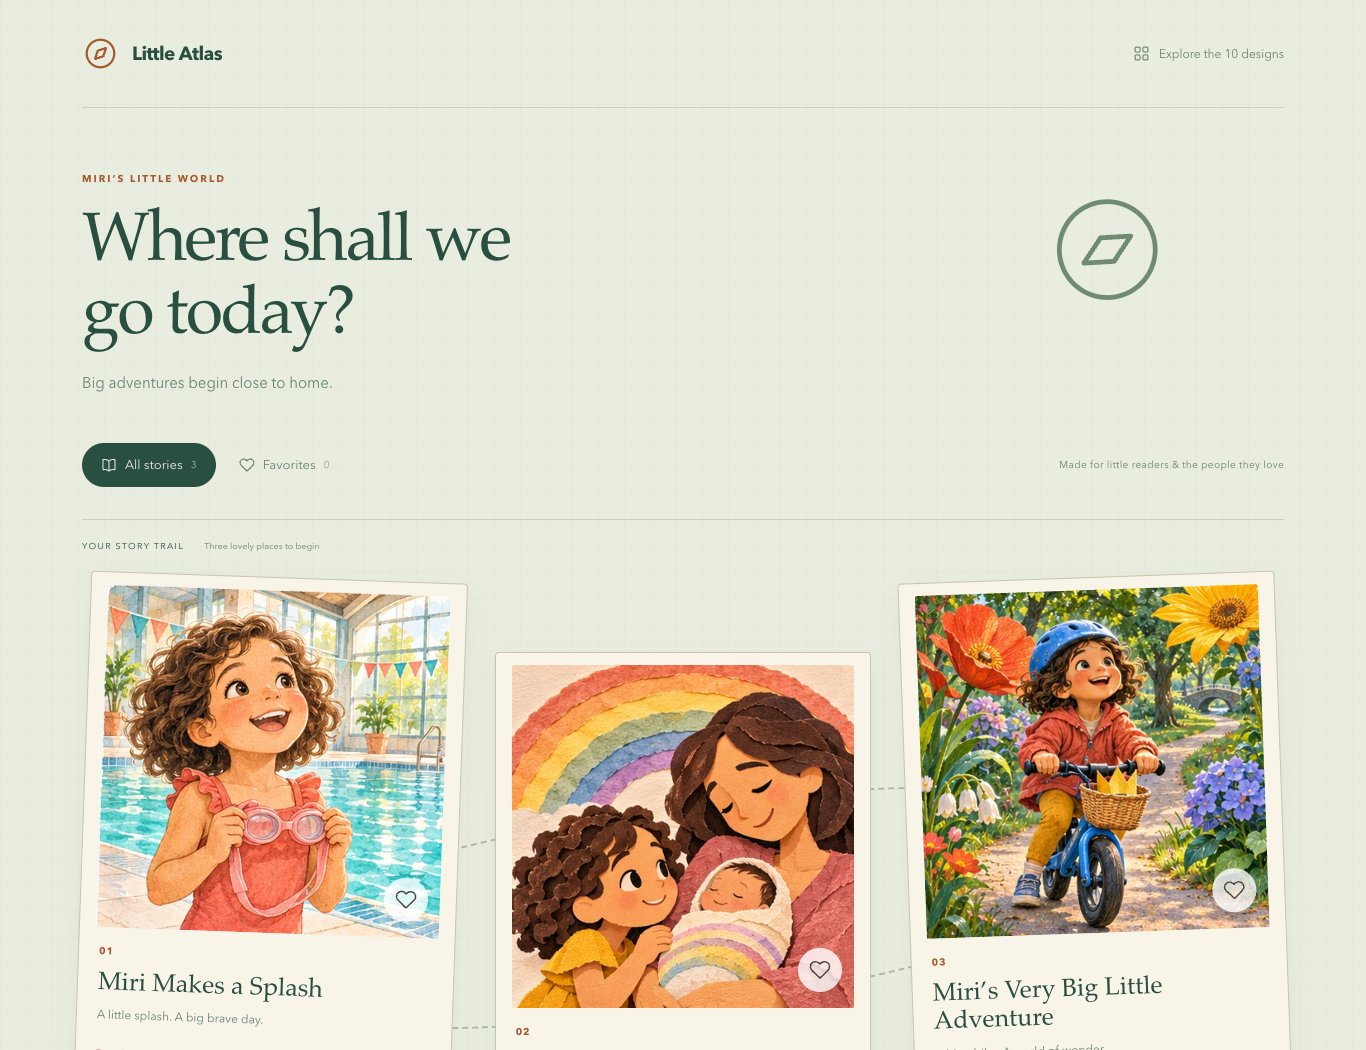 Little Atlas
Explore the 10 designs
MIRI'S LITTLE WORLD
Where shall we
go today?
Big adventures begin close to home.
All stories 3
Favorites 0
Made for little readers & the people they love
YOUR STORY TRAIL
Three lovely places to begin
01
Miri Makes a Splash
A little splash. A big brave day.
02
03
Miri’s Very Big Little
Adventure